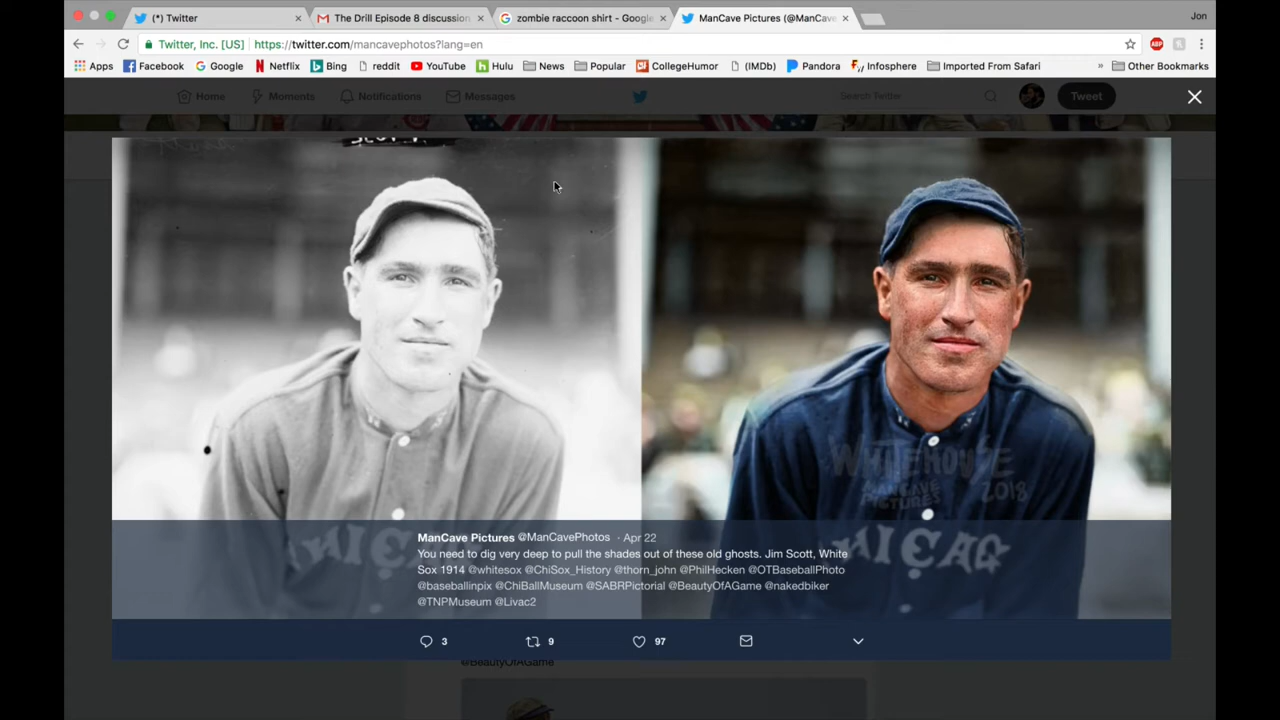 (*) Twitter
The Drill Episode 8 discussion
zombie raccoon shirt - Google
ManCave Pictures (@ManCave
Jon
Twitter, Inc. [US]
https://twitter.com/mancavephotos?lang=en
ABP
Apps
Facebook
Google
Netflix
Bing
reddit
YouTube
Hulu
News
Popular
CollegeHumor
(IMDb)
Pandora
Infosphere
Imported From Safari
»
Other Bookmarks
Home
Moments
Notifications
Messages
Search Twitter
Tweet
WHITEHOUSE
MANCAVE
PICTURES
2018
ManCave Pictures @ManCavePhotos · Apr 22
You need to dig very deep to pull the shades out of these old ghosts. Jim Scott, White
Sox 1914 @whitesox @ChiSox_History @thorn_john @PhilHecken @OTBaseballPhoto
@baseballinpix @ChiBallMuseum @SABRPictorial @BeautyOfAGame @nakedbiker
@TNPMuseum @Livac2
3
9
97
@BeautyOfAGame